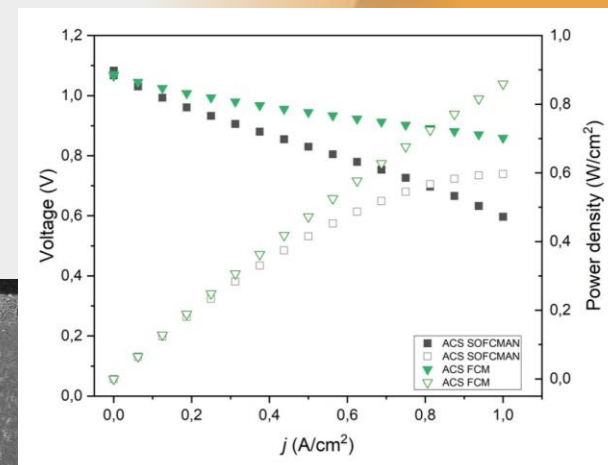 1,2
1,0
0,8
0,6
0,4
0,2
0,0
Voltage (V)
1,0
0,8
0,6
0,4
0,2
0,0
Power density (W/cm²)
ACS SOFCMAN
ACS SOFCMAN
ACS FCM
ACS FCM
0,0 0,2 0,4 0,6 0,8 1,0
j (A/cm²)